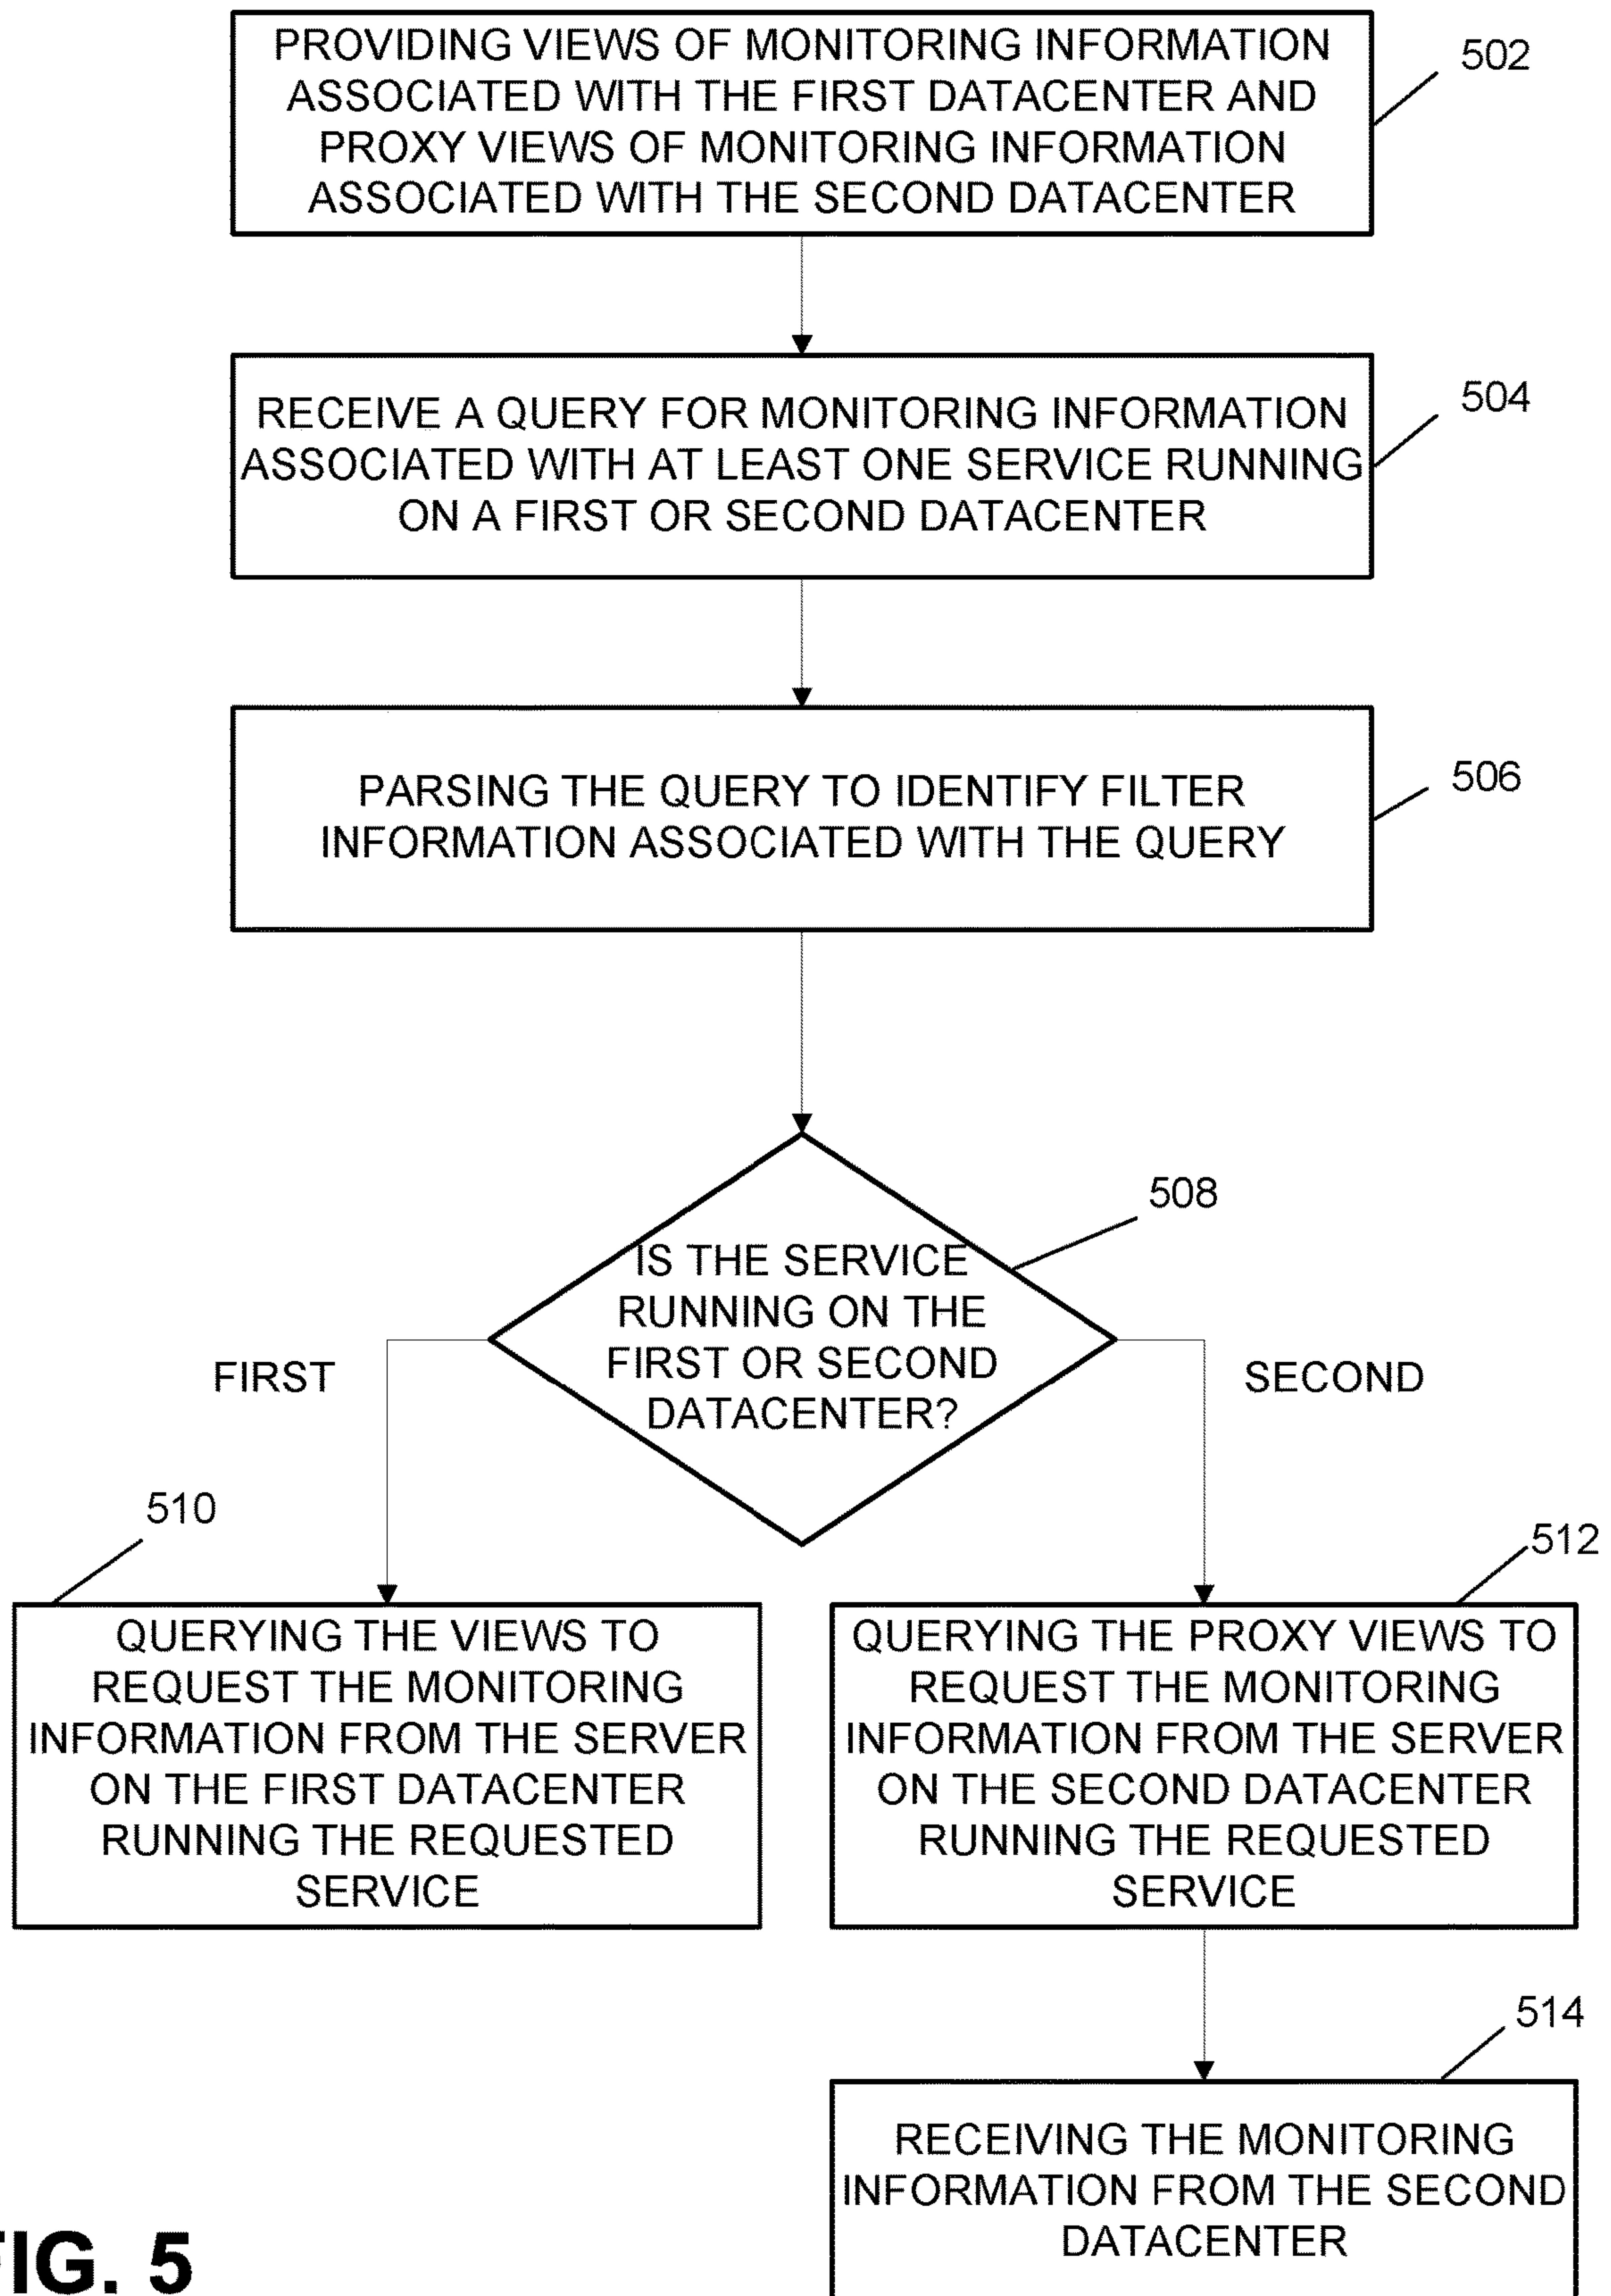 PROVIDING VIEWS OF MONITORING INFORMATION
ASSOCIATED WITH THE FIRST DATACENTER AND
PROXY VIEWS OF MONITORING INFORMATION
ASSOCIATED WITH THE SECOND DATACENTER
502
RECEIVE A QUERY FOR MONITORING INFORMATION
ASSOCIATED WITH AT LEAST ONE SERVICE RUNNING
ON A FIRST OR SECOND DATACENTER
504
PARSING THE QUERY TO IDENTIFY FILTER
INFORMATION ASSOCIATED WITH THE QUERY
506
508
IS THE SERVICE
RUNNING ON THE
FIRST OR SECOND
DATACENTER?
FIRST
SECOND
510
QUERYING THE VIEWS TO
REQUEST THE MONITORING
INFORMATION FROM THE SERVER
ON THE FIRST DATACENTER
RUNNING THE REQUESTED
SERVICE
512
QUERYING THE PROXY VIEWS TO
REQUEST THE MONITORING
INFORMATION FROM THE SERVER
ON THE SECOND DATACENTER
RUNNING THE REQUESTED
SERVICE
514
RECEIVING THE MONITORING
INFORMATION FROM THE SECOND
DATACENTER
FIG. 5